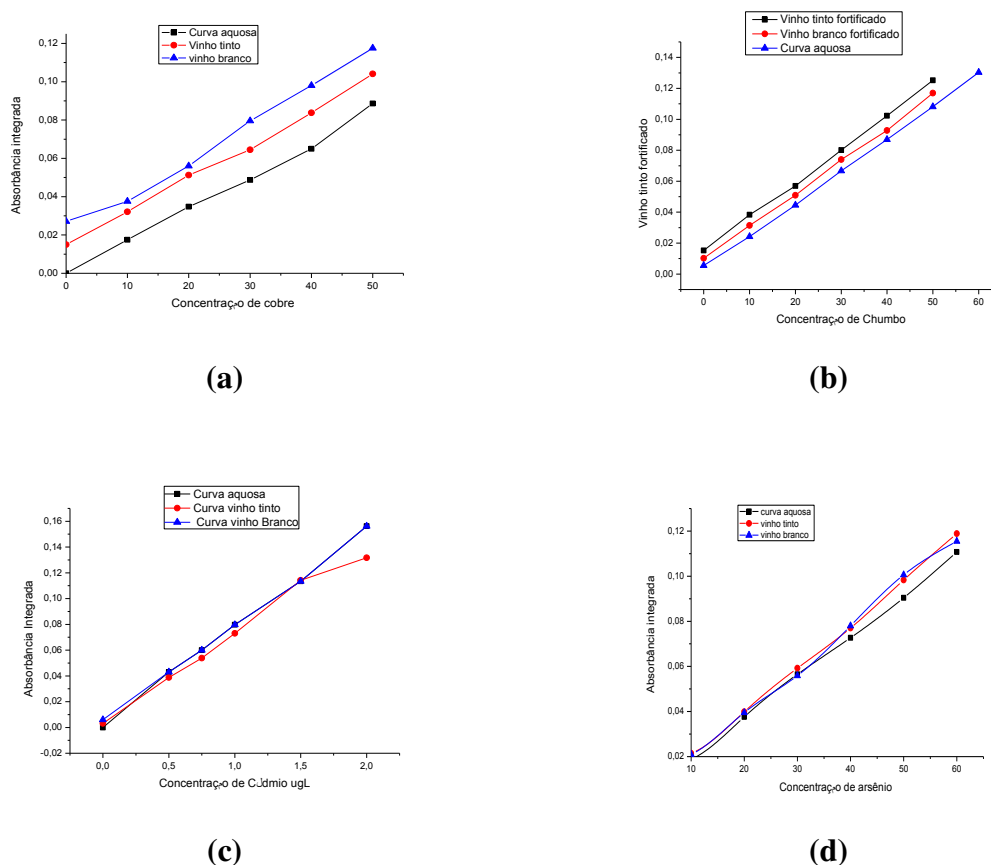 Curva aquosa
Vinho tinto
vinho branco
0,12
0,10
0,08
0,06
0,04
0,02
0,00
Absorbância integrada
0 10 20 30 40 50
Concentraç˛o de cobre
(a)
Vinho tinto fortificado
Vinho branco fortificado
Curva aquosa
0,14
0,12
0,10
0,08
0,06
0,04
0,02
0,00
Vinho tinto fortificado
0 10 20 30 40 50 60
Concentraç˛o de Chumbo
(b)
Curva aquosa
Curva vinho tinto
Curva vinho Branco
0,16
0,14
0,12
0,10
0,08
0,06
0,04
0,02
0,00
-0,02
Absorbância Integrada
0,0 0,5 1,0 1,5 2,0
Concentraç˛o de C⅃dmio ugL
(c)
curva aquosa
vinho tinto
vinho branco
0,12
0,10
0,08
0,06
0,04
0,02
Absorbância integrada
10 20 30 40 50 60
Concentraç˛o de arsênio
(d)